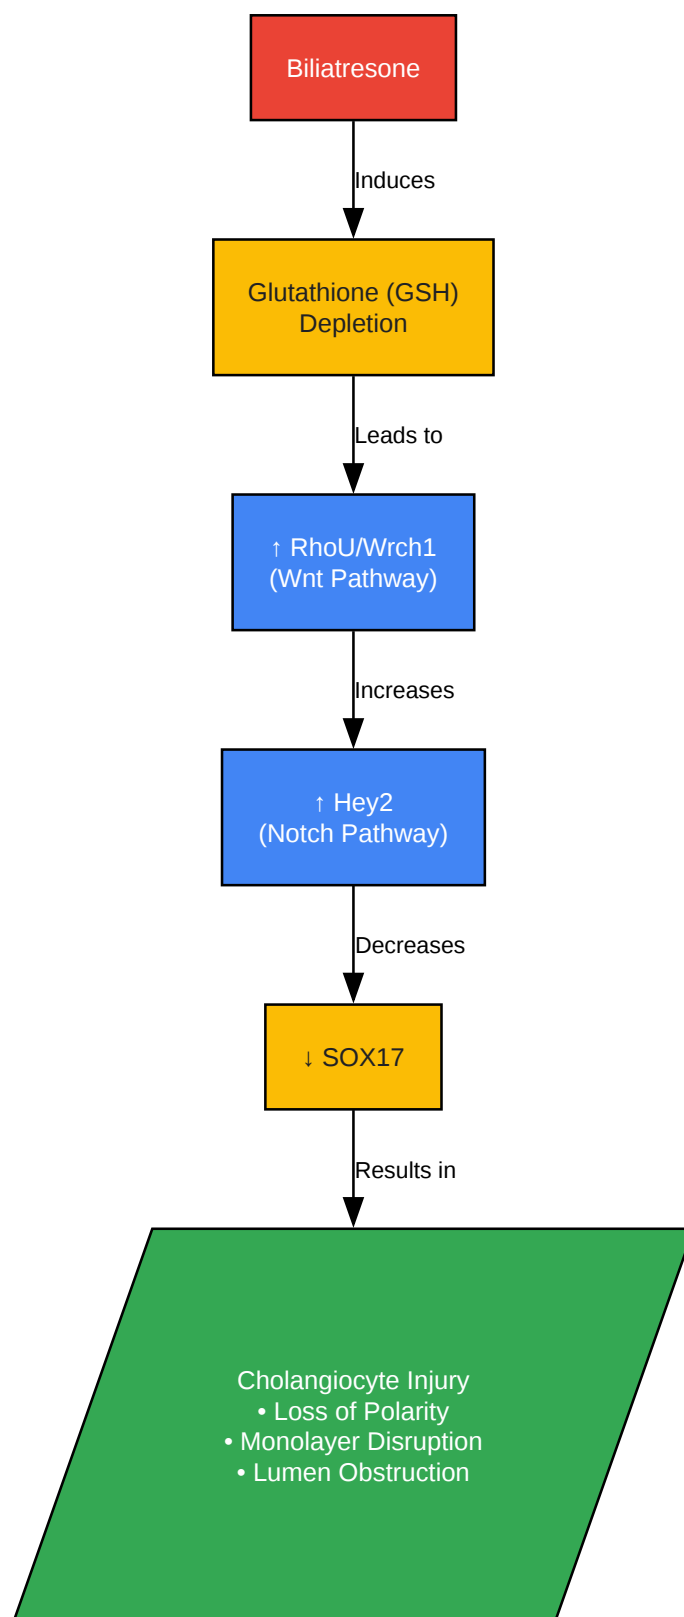 Biliatresone
Induces
Glutathione (GSH)
Depletion
Leads to
↑ RhoU/Wrch1
(Wnt Pathway)
Increases
↑ Hey2
(Notch Pathway)
Decreases
↓ SOX17
Results in
Cholangiocyte Injury
• Loss of Polarity
• Monolayer Disruption
• Lumen Obstruction